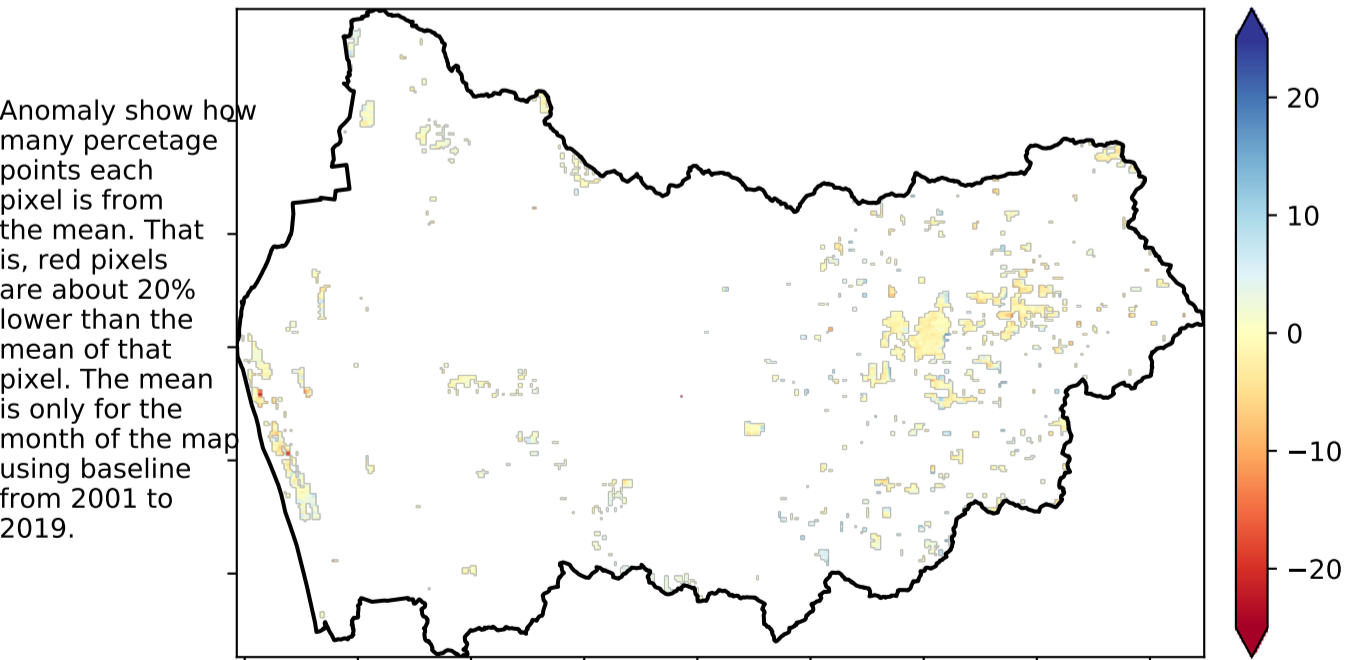 Anomaly show how
many percetage
points each
pixel is from
the mean. That
is, red pixels
are about 20%
lower than the
mean of that
pixel. The mean
is only for the
month of the map
using baseline
from 2001 to
2019.
20
10
0
−10
−20